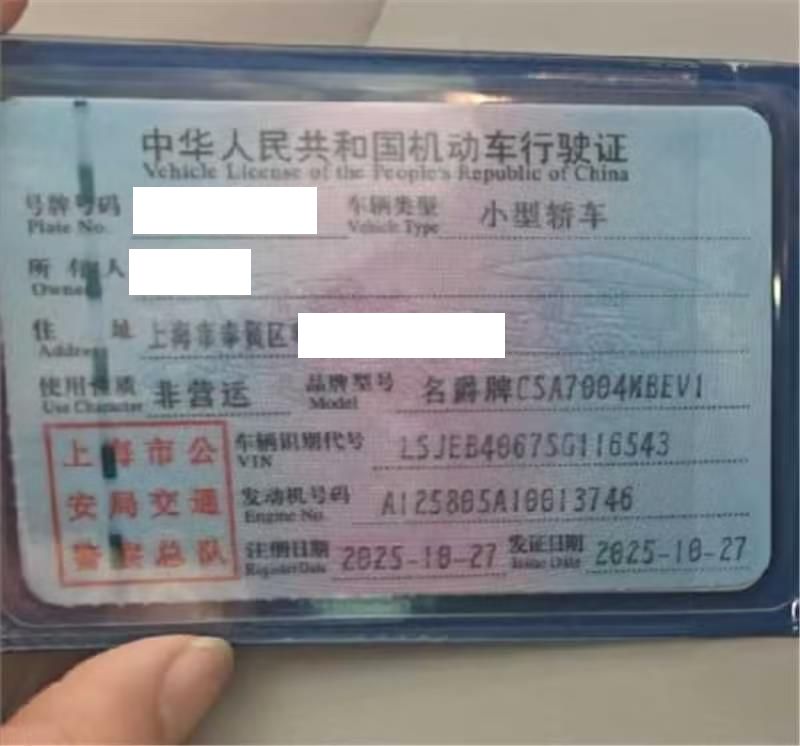 中华人民共和国机动车行驶证
Vehicle License of the People's Republic of China
号牌号码 车辆类型 小型轿车
Plate No. Vehicle Type
所有人
Owner
住址 上海市奉贤区
Address
使用性质 非营运 品牌型号 名爵牌CSA7004MBEV1
Use Character Model
上海市公 车辆识别代号 LSJEB4067SG116543
VIN
安局交通 发动机号码 A125805A10013746
Engine No.
警察总队 注册日期 2025-10-27 发证日期 2025-10-27
Register Date Issue Date